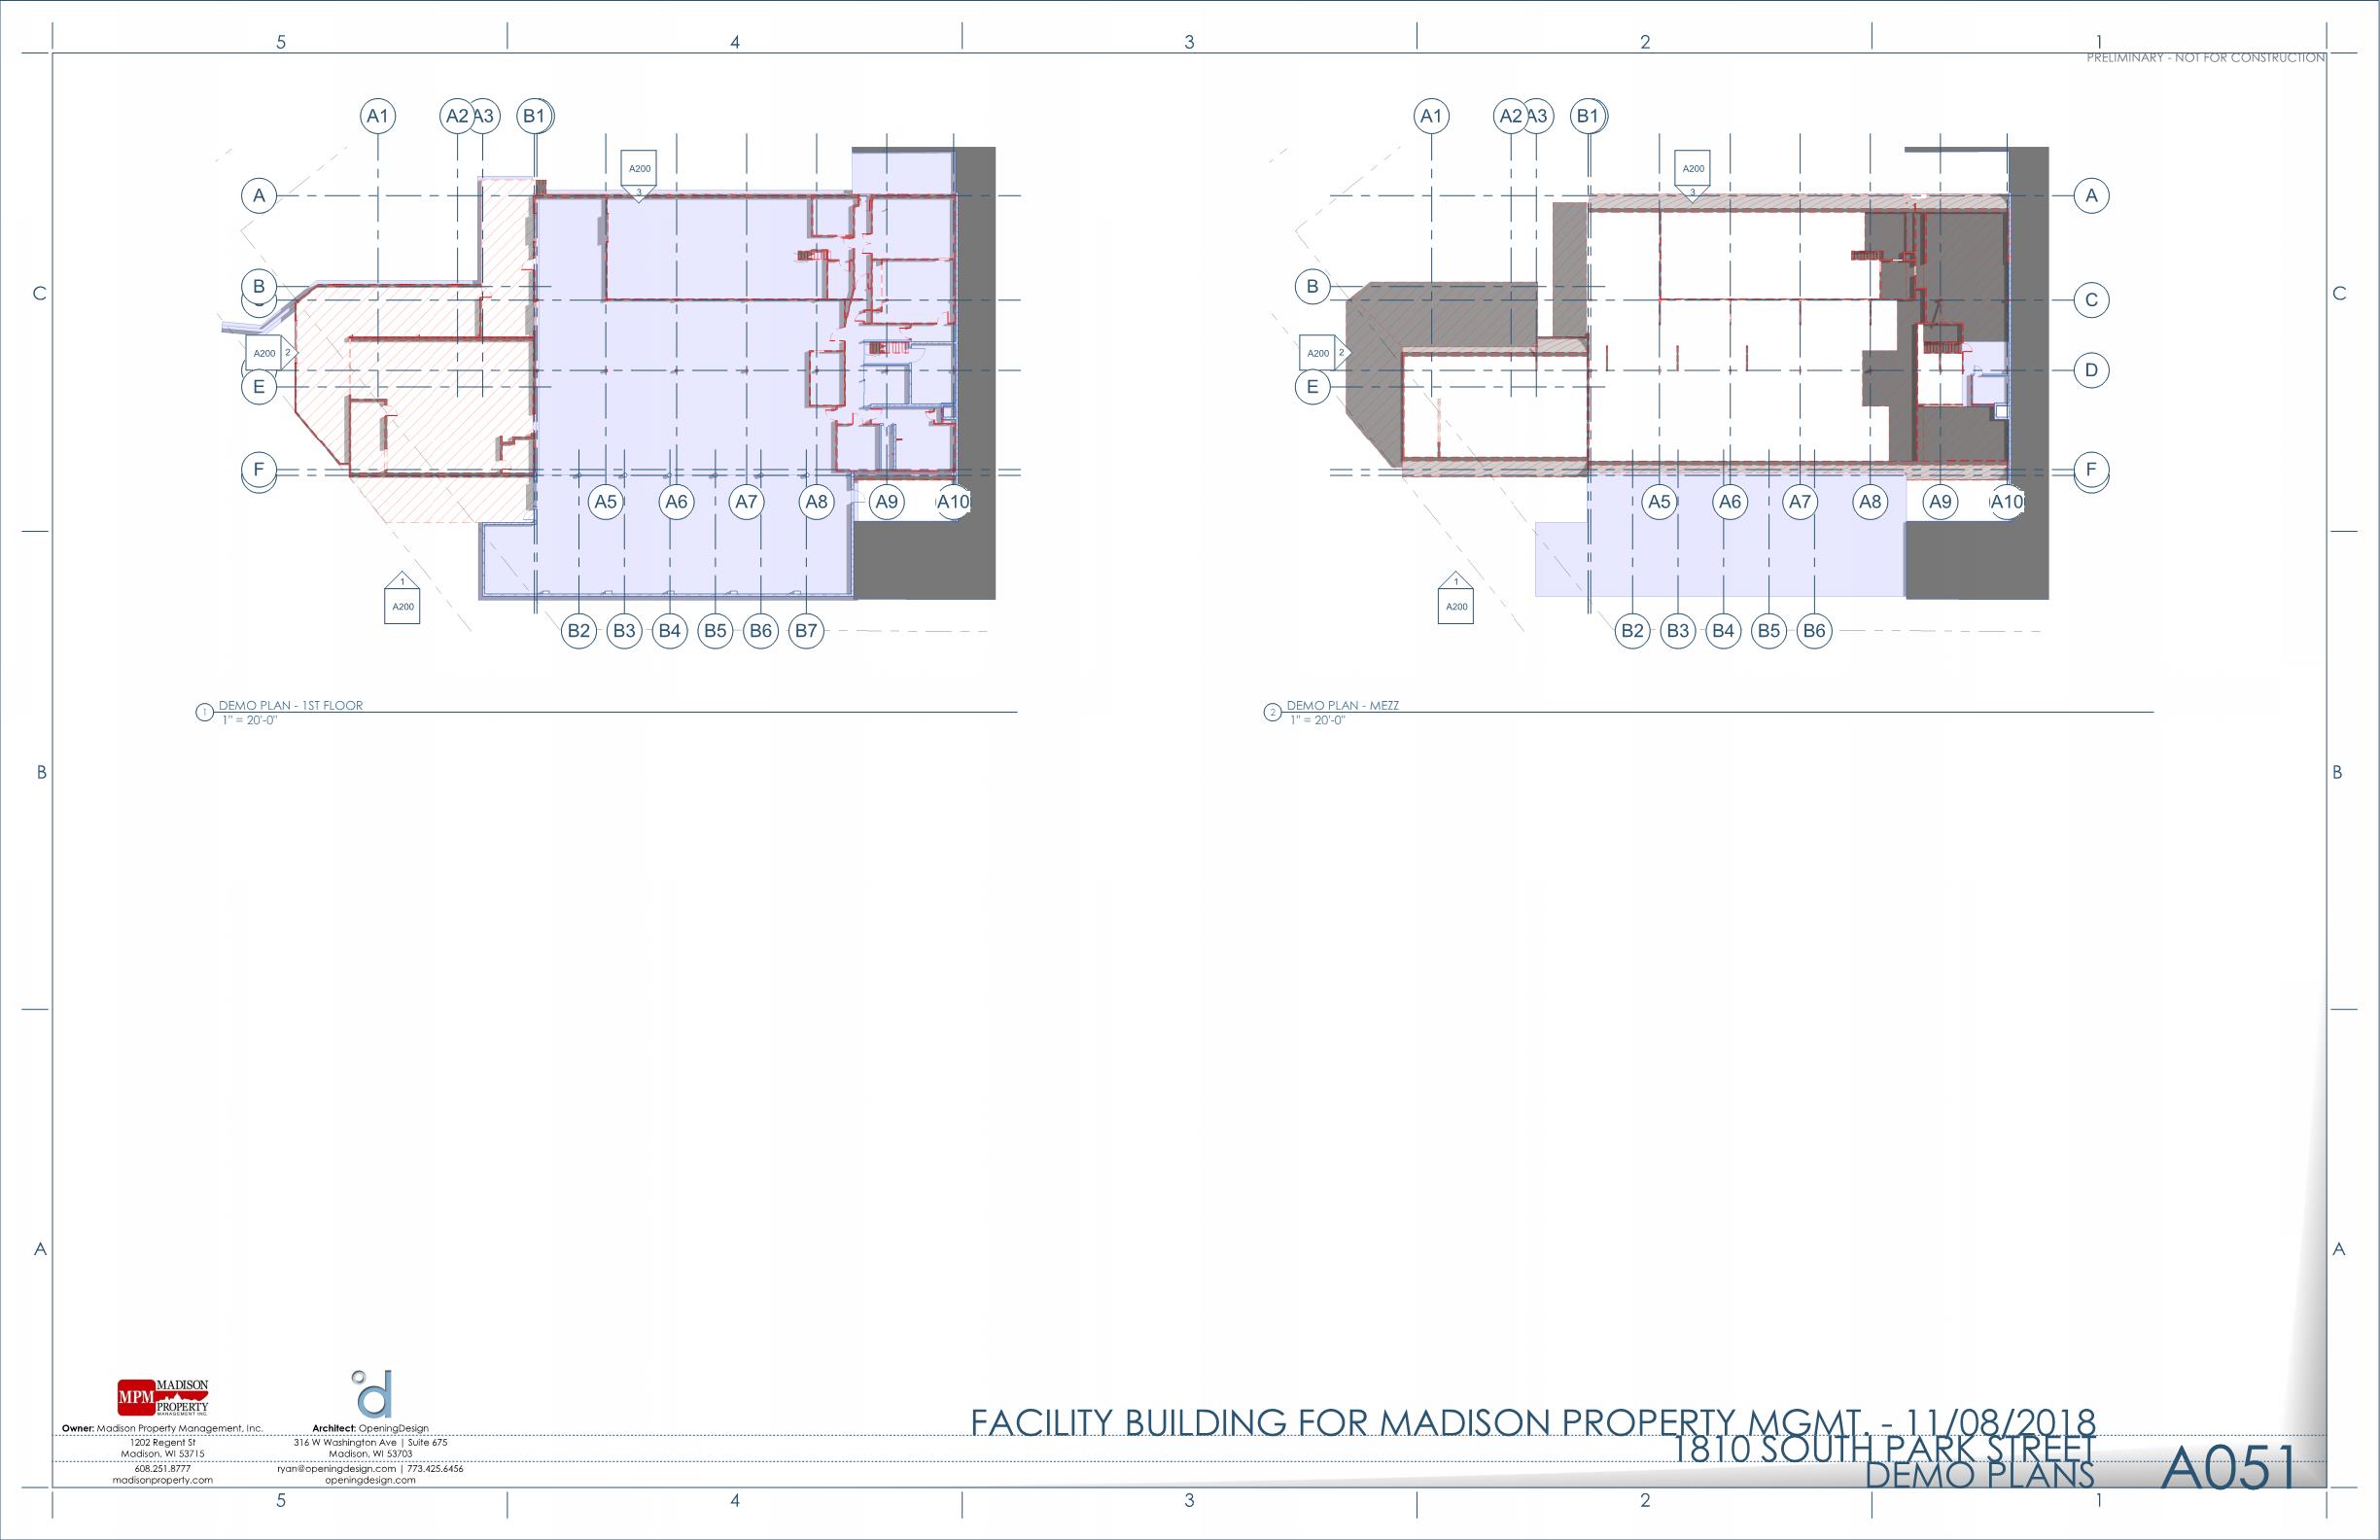 5 4 3 2 1
PRELIMINARY - NOT FOR CONSTRUCTION
A1 A2 A3 B1
A1 A2 A3 B1
A200
3
A200
3
A
A
C
B
B
C
C
A200 2
A200 2
D
E
E
F
F
A5 A6 A7 A8 A9 A10
A5 A6 A7 A8 A9 A10
1
A200
1
A200
B2 B3 B4 B5 B6 B7
B2 B3 B4 B5 B6
1 DEMO PLAN - 1ST FLOOR
1" = 20'-0"
2 DEMO PLAN - MEZZ
1" = 20'-0"
B
B
A
A
MPM MADISON
PROPERTY
MANAGEMENT INC.
d
Owner: Madison Property Management, Inc.
1202 Regent St
Madison, WI 53715
608.251.8777
madisonproperty.com
Architect: OpeningDesign
316 W Washington Ave | Suite 675
Madison, WI 53703
ryan@openingdesign.com | 773.425.6456
openingdesign.com
FACILITY BUILDING FOR MADISON PROPERTY MGMT. - 11/08/2018
1810 SOUTH PARK STREET
DEMO PLANS
A051
5 4 3 2 1